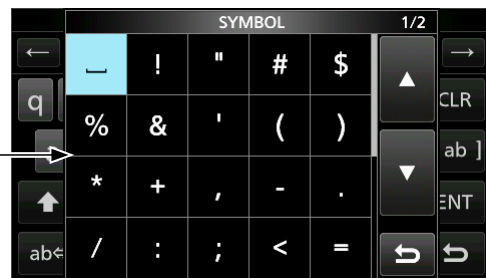 SYMBOL 1/2
␣ ! " # $
q CLR
% & ' ( )
ab ]
* + , - .
ENT
ab / : ; < =